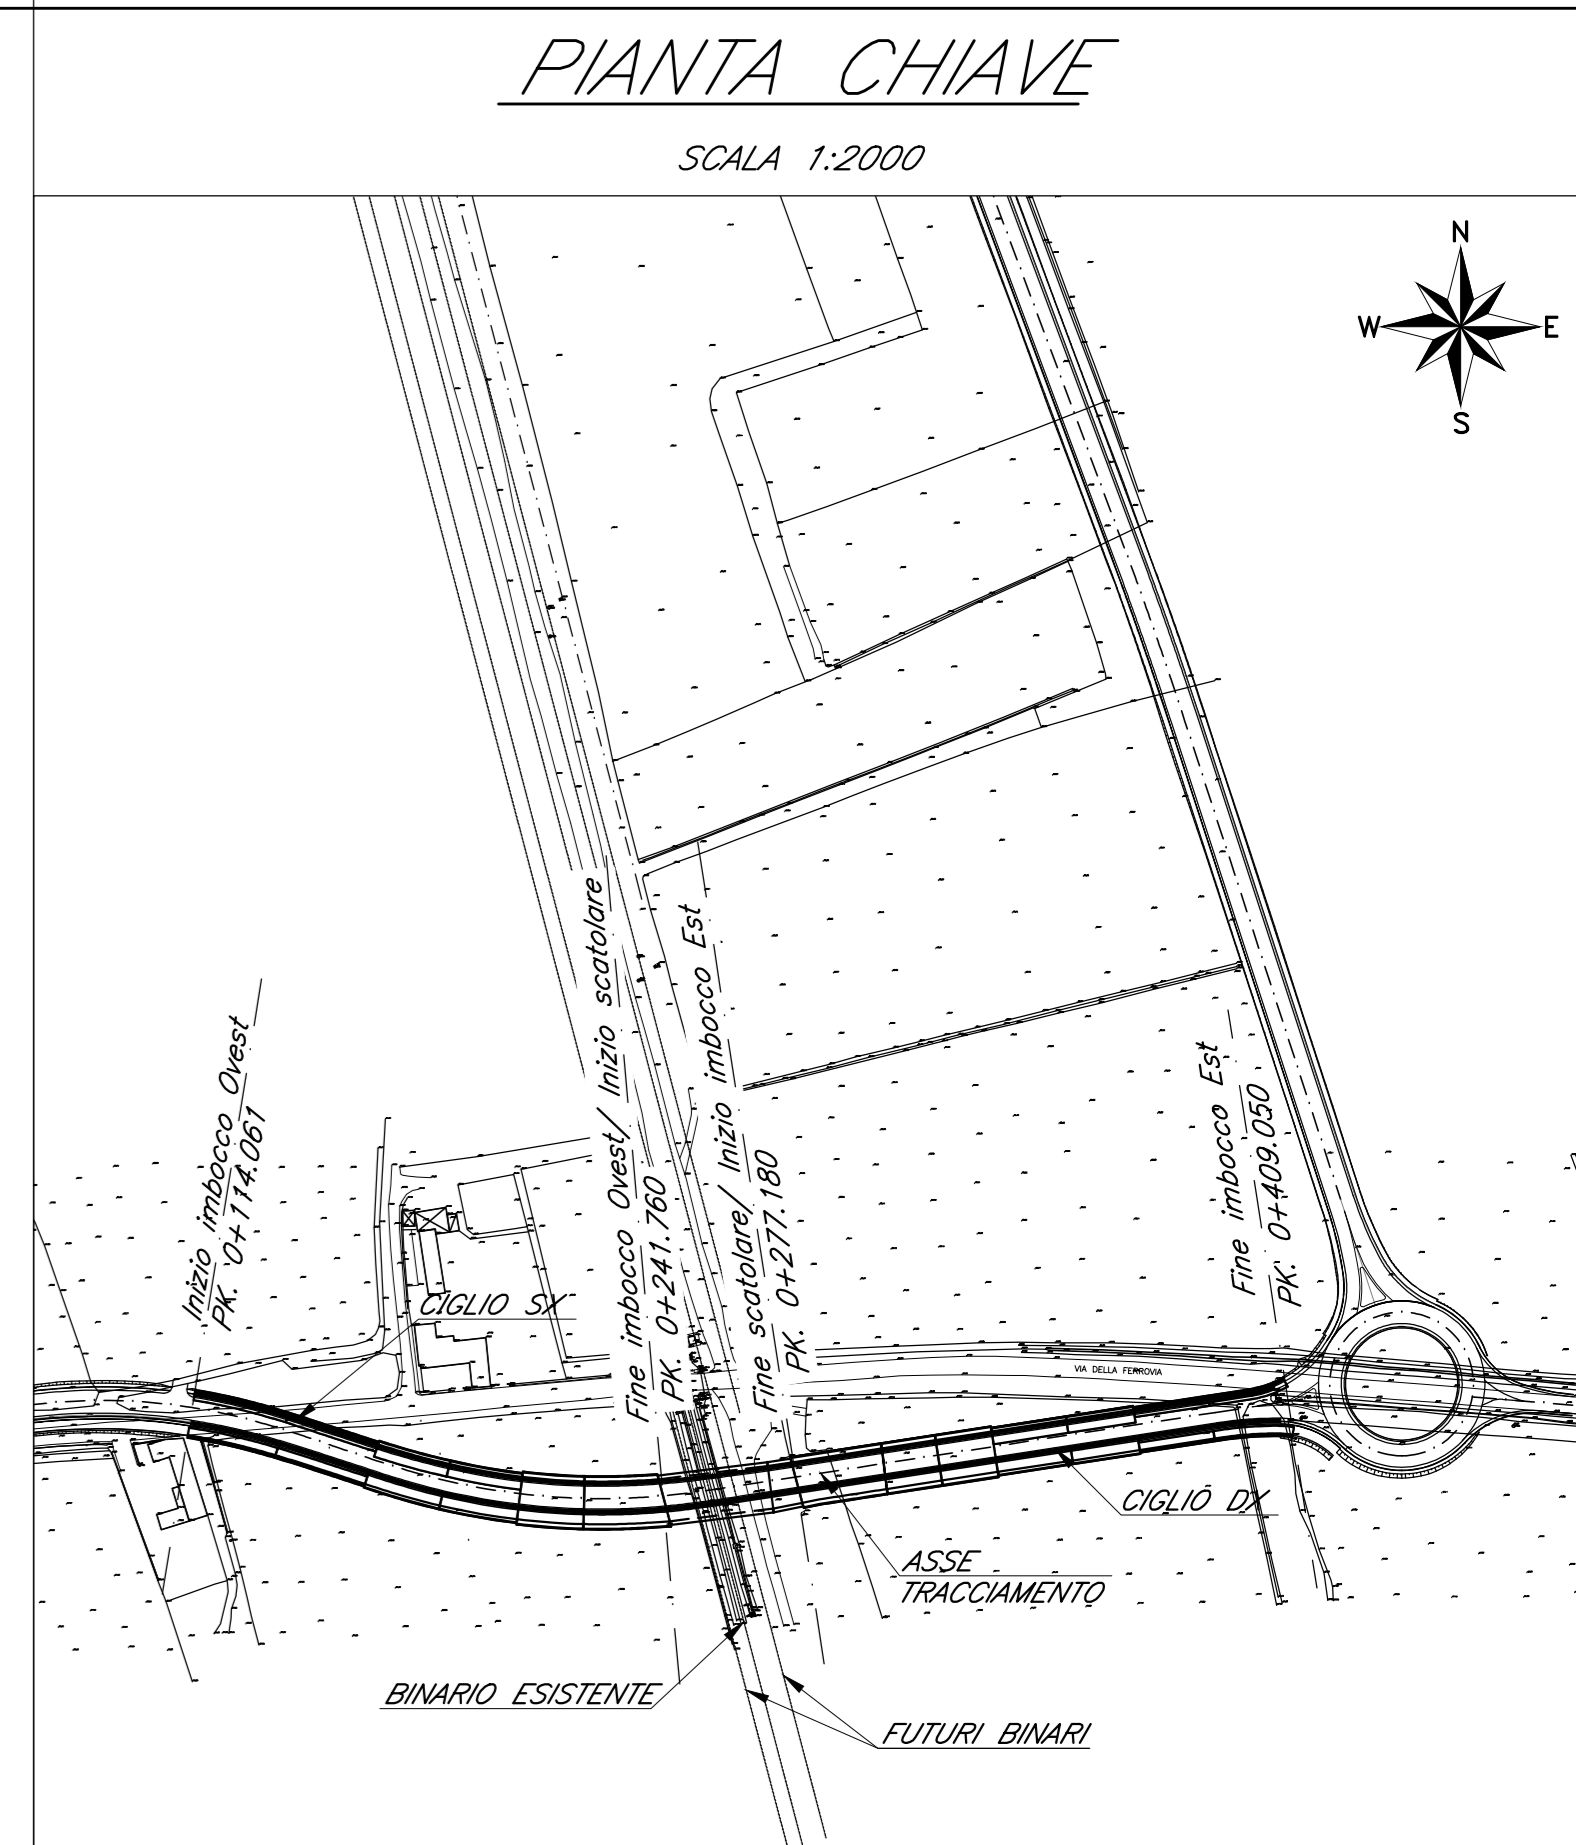 PIANTA CHIAVE
SCALA 1:2000
N
W
E
S
Inizio imbocco Ovest
PK. 0+114.061
Fine imbocco Ovest/ Inizio scatolare
PK. 0+241.760
Fine scatolare/ Inizio imbocco Est
PK. 0+277.180
Fine imbocco Est
PK. 0+409.050
CIGLIO SX
VIA DELLA FERROVIA
CIGLIO DX
ASSE
TRACCIAMENTO
BINARIO ESISTENTE
FUTURI BINARI